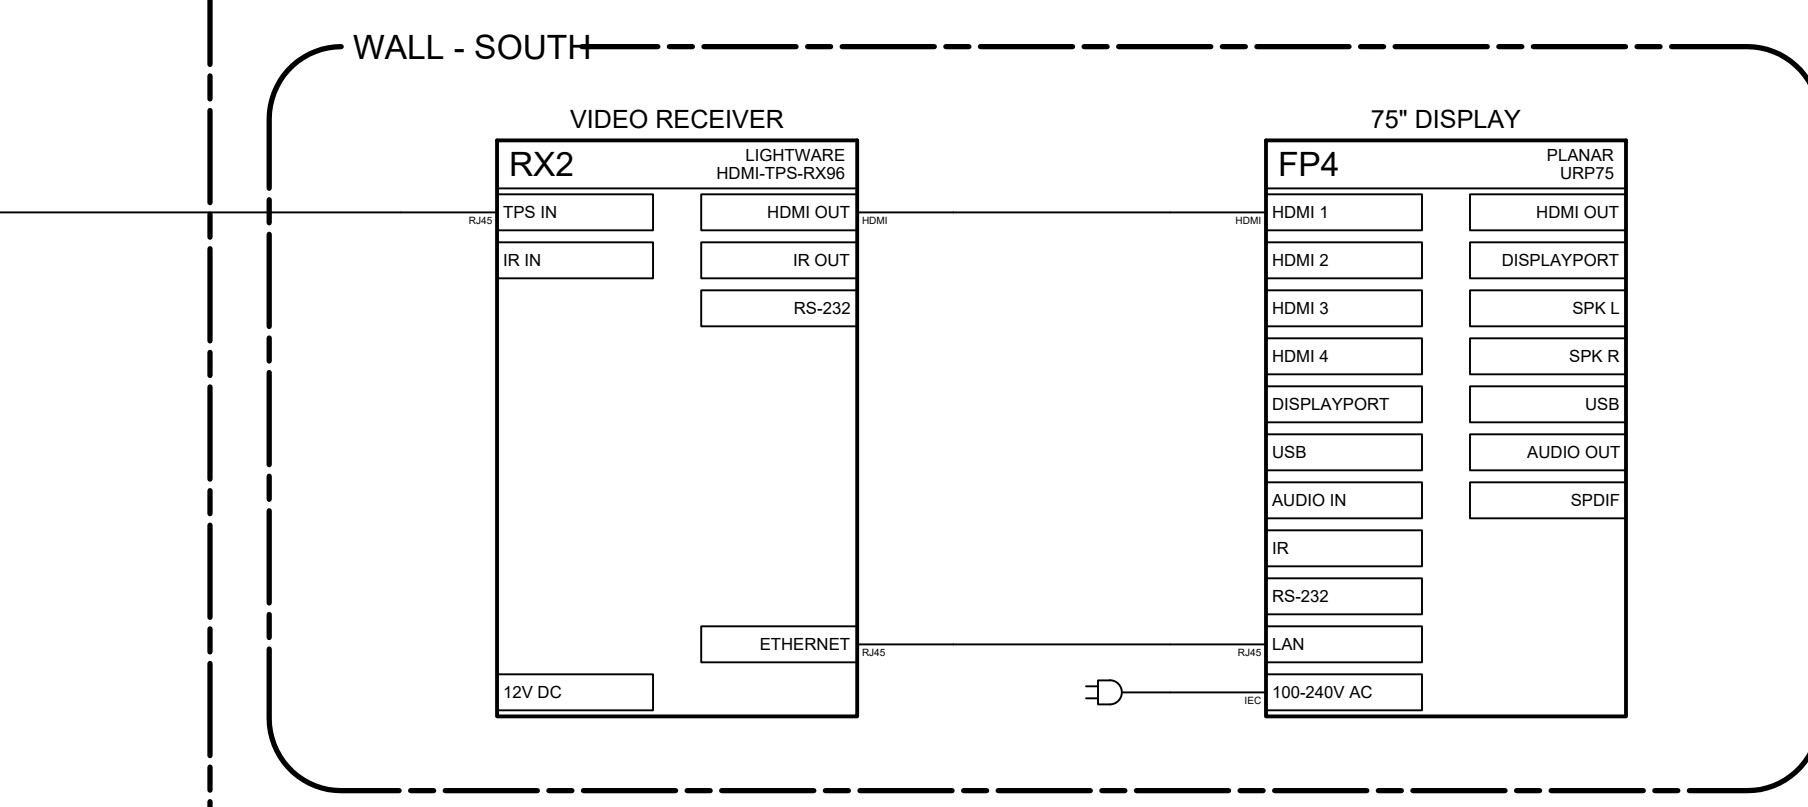 WALL - SOUTH
VIDEO RECEIVER
RX2
LIGHTWARE
HDMI-TPS-RX96
RJ45
TPS IN
HDMI OUT
HDMI
IR IN
IR OUT
RS-232
ETHERNET
RJ45
12V DC
75" DISPLAY
FP4
PLANAR
URP75
HDMI
HDMI 1
HDMI OUT
HDMI 2
DISPLAYPORT
HDMI 3
SPK L
HDMI 4
SPK R
DISPLAYPORT
USB
USB
AUDIO OUT
AUDIO IN
SPDIF
IR
RS-232
RJ45
LAN
IEC
100-240V AC